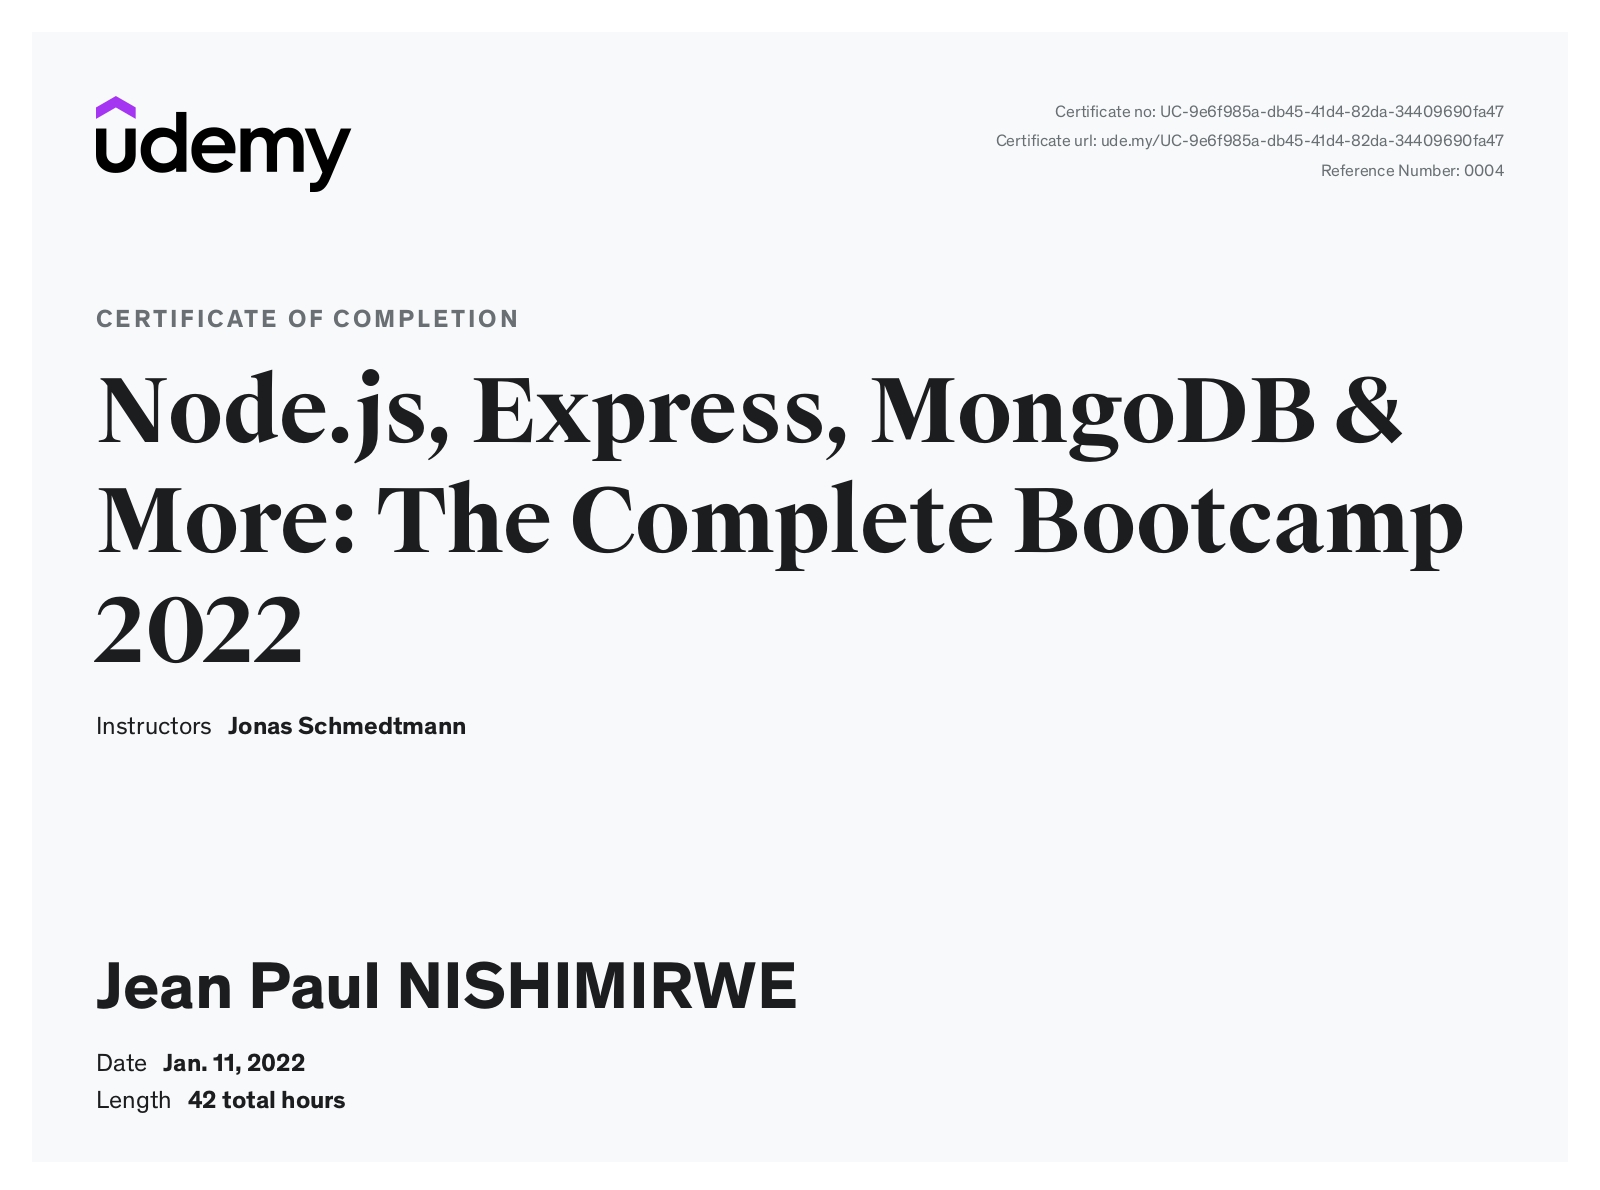 udemy
Certificate no: UC-9e6f985a-db45-41d4-82da-34409690fa47
Certificate url: ude.my/UC-9e6f985a-db45-41d4-82da-34409690fa47
Reference Number: 0004
CERTIFICATE OF COMPLETION
Node.js, Express, MongoDB &
More: The Complete Bootcamp
2022
Instructors Jonas Schmedtmann
Jean Paul NISHIMIRWE
Date Jan. 11, 2022
Length 42 total hours